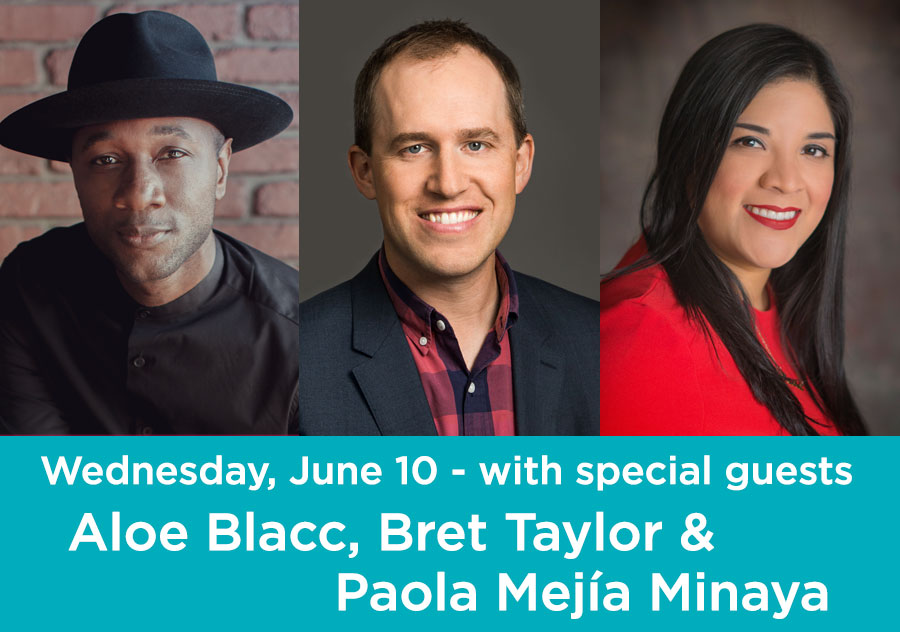 Wednesday, June 10 - with special guests
Aloe Blacc, Bret Taylor &
Paola Mejía Minaya